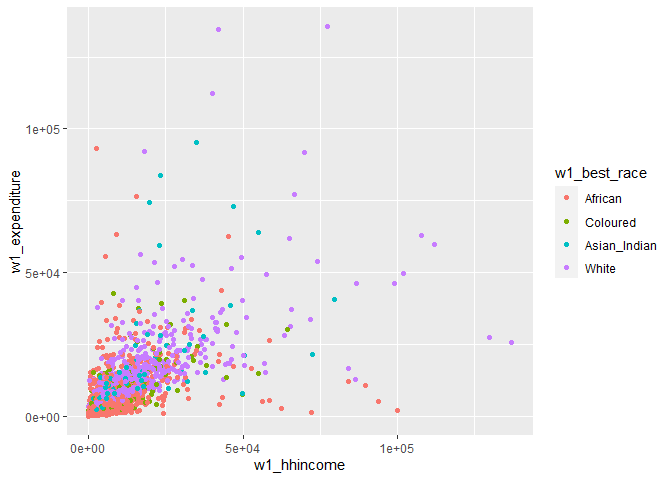 1e+05
5e+04
0e+00
w1_expenditure
0e+00
5e+04
1e+05
w1_hhincome
w1_best_race
African
Coloured
Asian_Indian
White